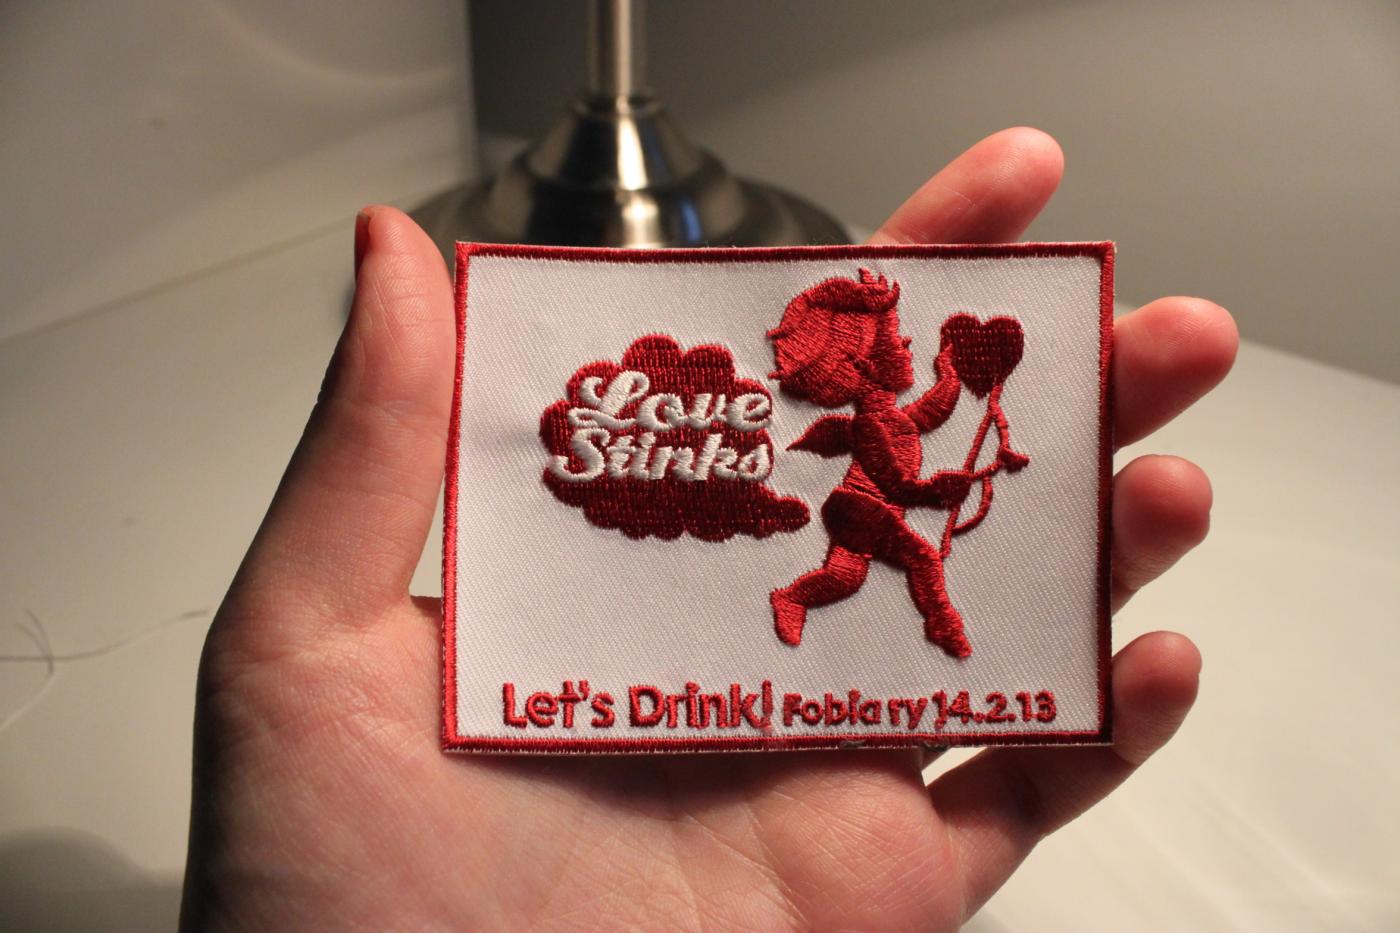 Love
Stinks
Let's Drink! Fobiary 14.2.13